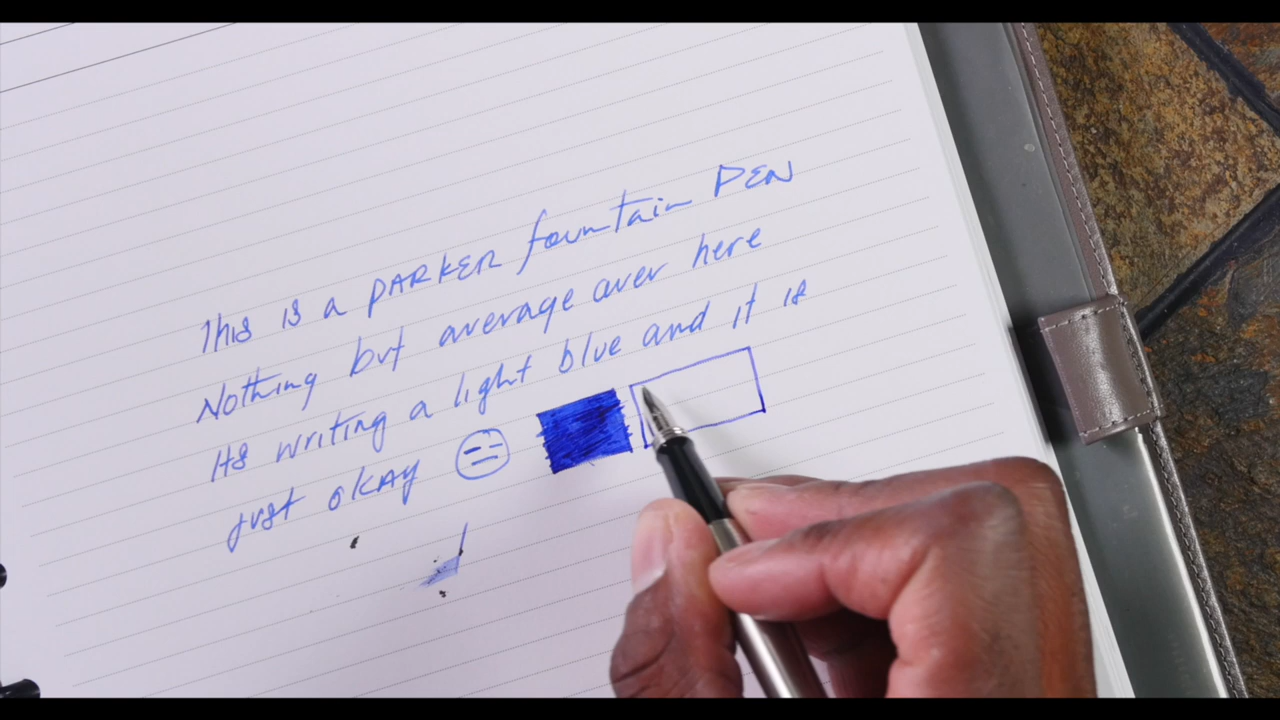 This is a PARKER fountain PEN
Nothing but average over here
Its writing a light blue and it is
just okay